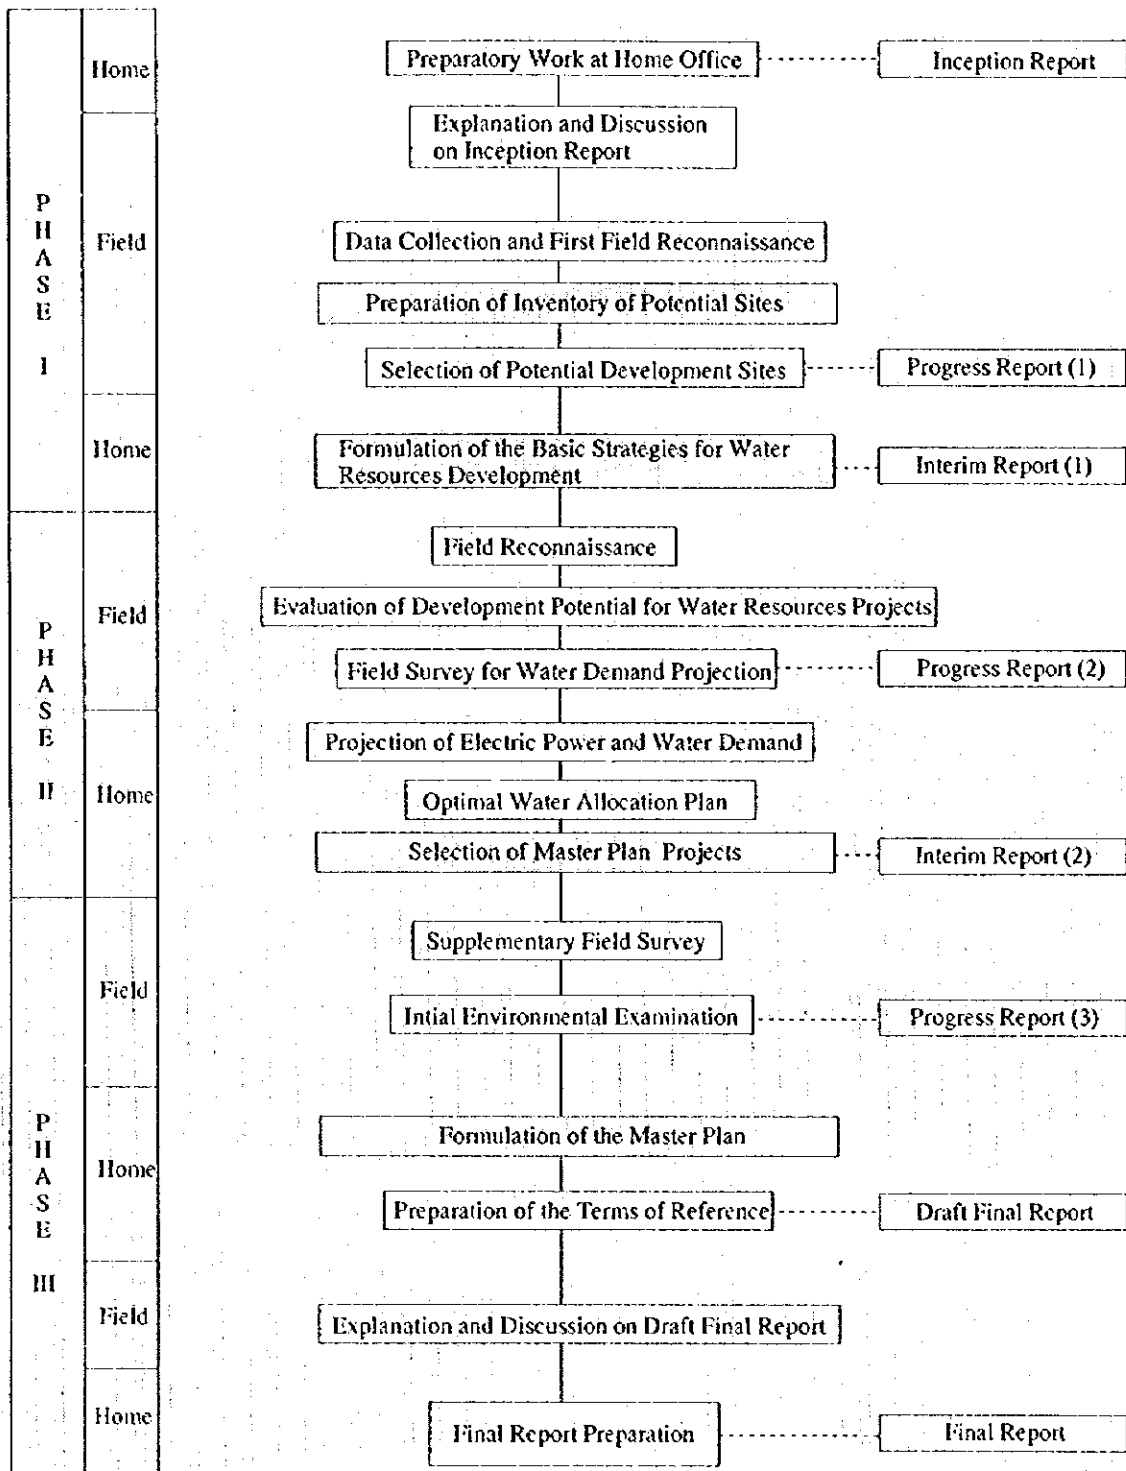 PHASE I
Home
Preparatory Work at Home Office
Inception Report
Field
Explanation and Discussion
on Inception Report
Data Collection and First Field Reconnaissance
Preparation of Inventory of Potential Sites
Selection of Potential Development Sites
Progress Report (1)
Home
Formulation of the Basic Strategies for Water
Resources Development
Interim Report (1)
PHASE II
Field
Field Reconnaissance
Evaluation of Development Potential for Water Resources Projects
Field Survey for Water Demand Projection
Progress Report (2)
Home
Projection of Electric Power and Water Demand
Optimal Water Allocation Plan
Selection of Master Plan Projects
Interim Report (2)
PHASE III
Field
Supplementary Field Survey
Intial Environmental Examination
Progress Report (3)
Home
Formulation of the Master Plan
Preparation of the Terms of Reference
Draft Final Report
Field
Explanation and Discussion on Draft Final Report
Home
Final Report Preparation
Final Report